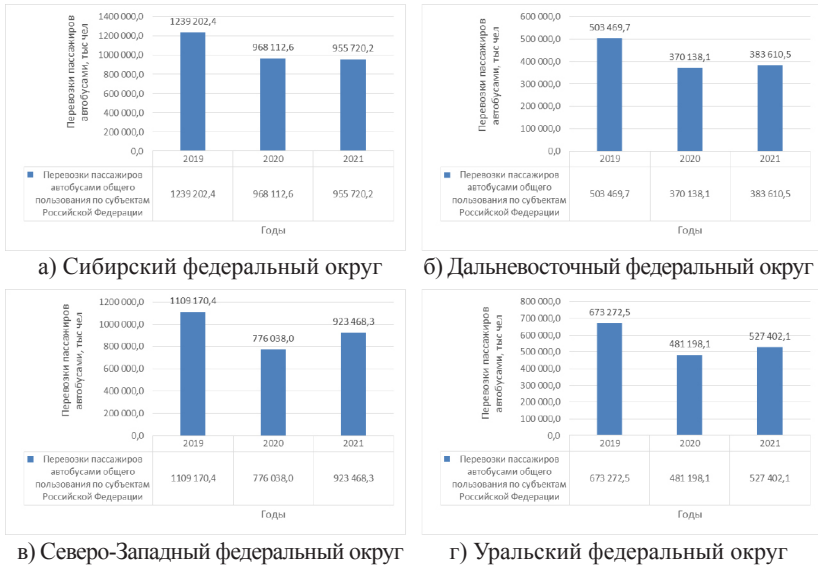 Перевозки пассажиров
автобусами, тыс чел
1400 000,0
1200 000,0
1000 000,0
800 000,0
600 000,0
400 000,0
200 000,0
0,0
1239 202,4
968 112,6
955 720,2
2019
2020
2021
Перевозки пассажиров
автобусами общего
пользования по субъектам
Российской Федерации
1239 202,4
968 112,6
955 720,2
Годы
а) Сибирский федеральный округ
Перевозки пассажиров
автобусами, тыс чел
600 000,0
500 000,0
400 000,0
300 000,0
200 000,0
100 000,0
0,0
503 469,7
370 138,1
383 610,5
2019
2020
2021
Перевозки пассажиров
автобусами общего
пользования по субъектам
Российской Федерации
503 469,7
370 138,1
383 610,5
Годы
б) Дальневосточный федеральный округ
Перевозки пассажиров
автобусами, тыс чел
1200 000,0
1000 000,0
800 000,0
600 000,0
400 000,0
200 000,0
0,0
1109 170,4
776 038,0
923 468,3
2019
2020
2021
Перевозки пассажиров
автобусами общего
пользования по субъектам
Российской Федерации
1109 170,4
776 038,0
923 468,3
Годы
в) Северо-Западный федеральный округ
Перевозки пассажиров
автобусами, тыс чел
800 000,0
700 000,0
600 000,0
500 000,0
400 000,0
300 000,0
200 000,0
100 000,0
0,0
673 272,5
481 198,1
527 402,1
2019
2020
2021
Перевозки пассажиров
автобусами общего
пользования по субъектам
Российской Федерации
673 272,5
481 198,1
527 402,1
Годы
г) Уральский федеральный округ